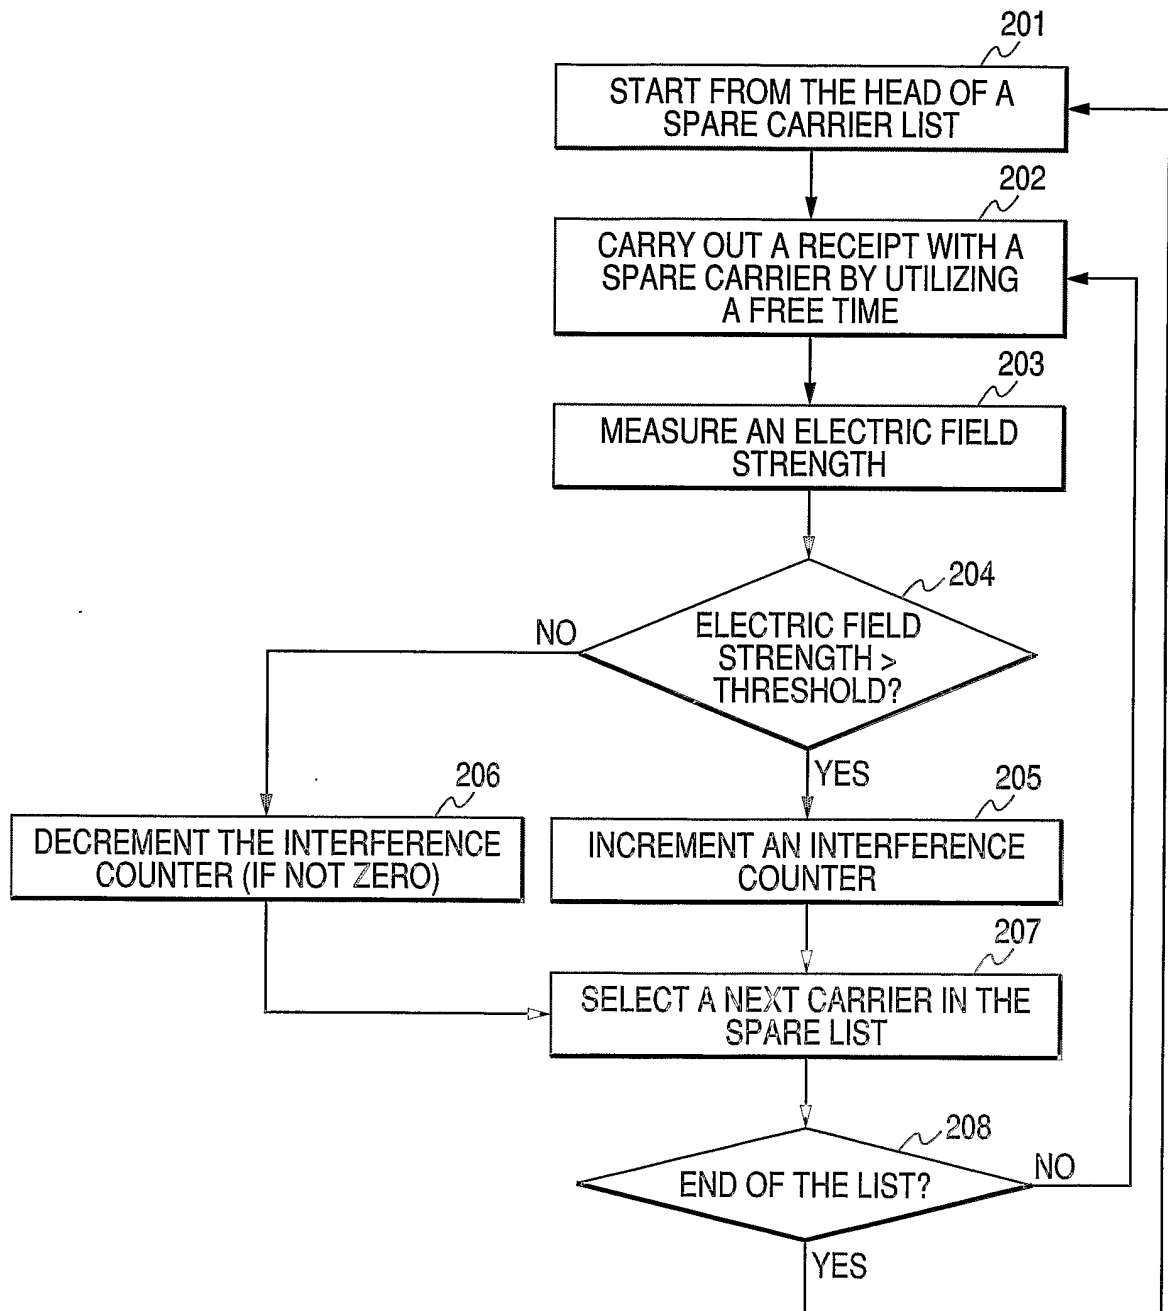 201
START FROM THE HEAD OF A
SPARE CARRIER LIST
202
CARRY OUT A RECEIPT WITH A
SPARE CARRIER BY UTILIZING
A FREE TIME
203
MEASURE AN ELECTRIC FIELD
STRENGTH
204
ELECTRIC FIELD
STRENGTH >
THRESHOLD?
NO
YES
206
DECREMENT THE INTERFERENCE
COUNTER (IF NOT ZERO)
205
INCREMENT AN INTERFERENCE
COUNTER
207
SELECT A NEXT CARRIER IN THE
SPARE LIST
208
END OF THE LIST?
NO
YES